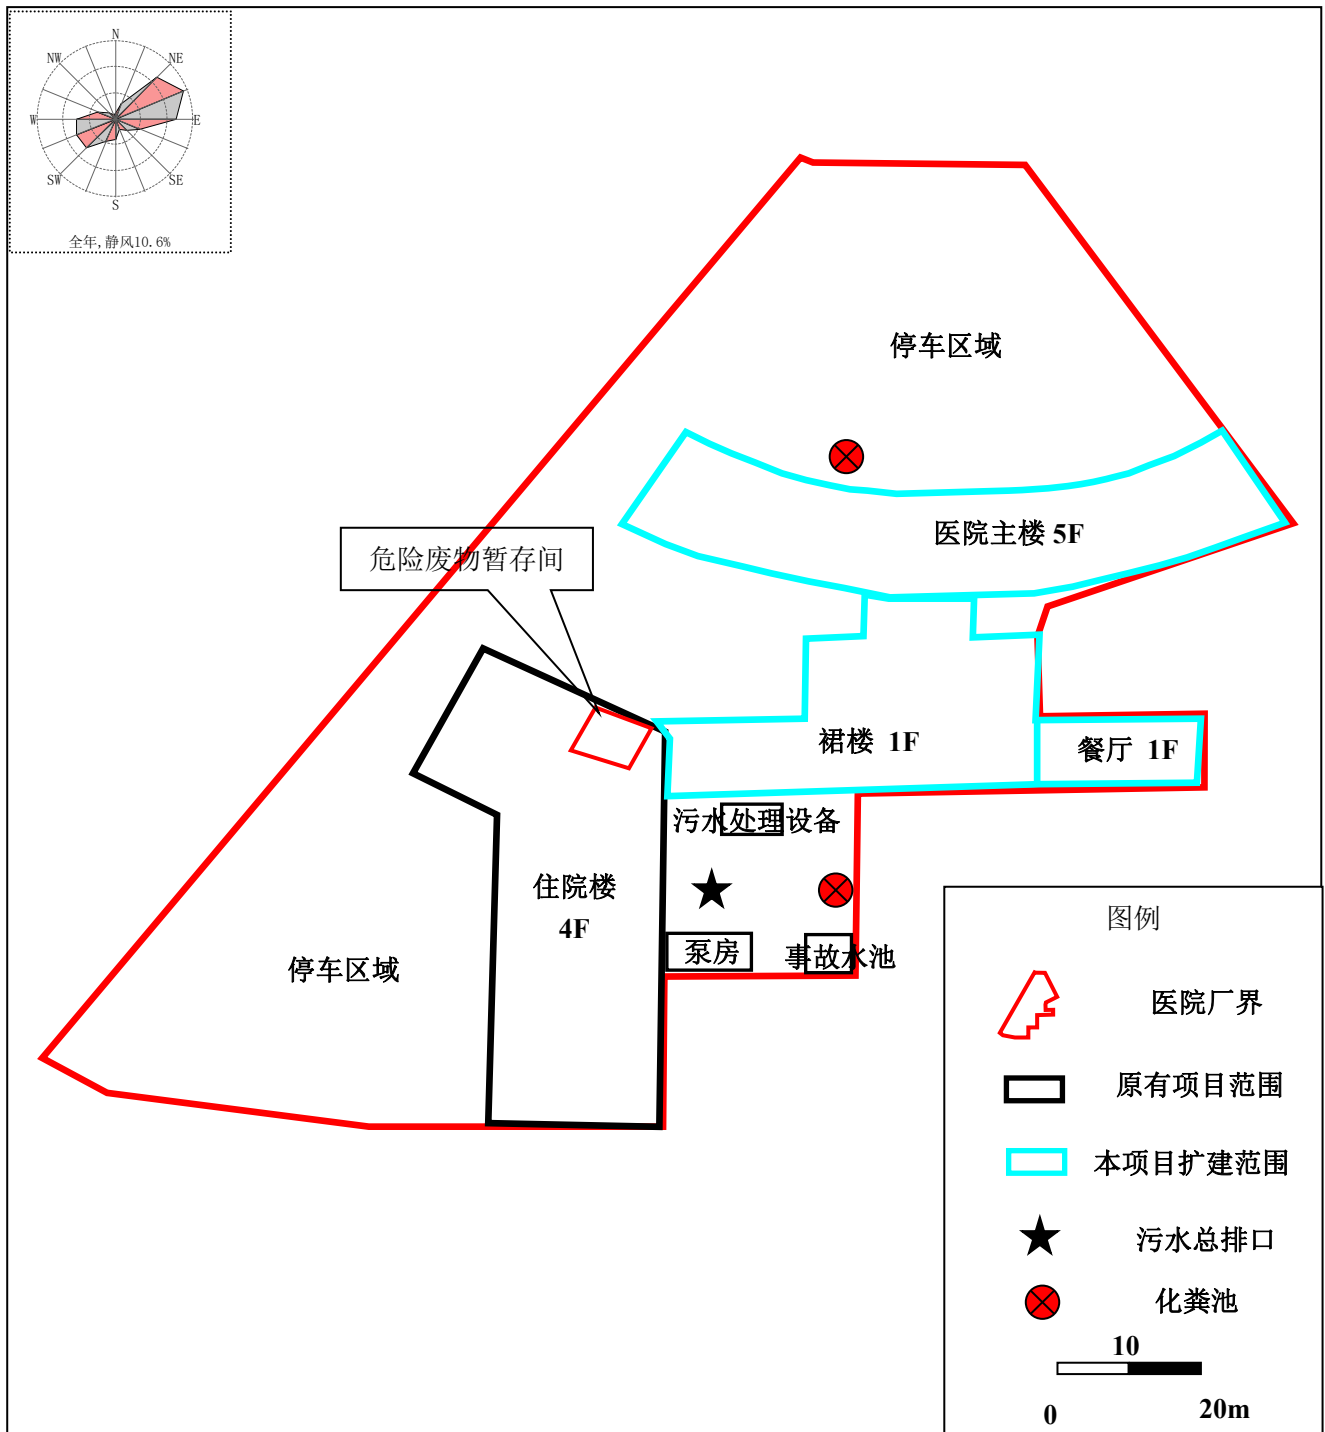 N
NW
NE
W
E
SW
SE
S
全年,静风10.6%
停车区域
医院主楼 5F
危险废物暂存间
裙楼 1F
餐厅 1F
污水处理设备
住院楼
4F
泵房
事故水池
停车区域
图例
医院厂界
原有项目范围
本项目扩建范围
污水总排口
化粪池
10
0
20m